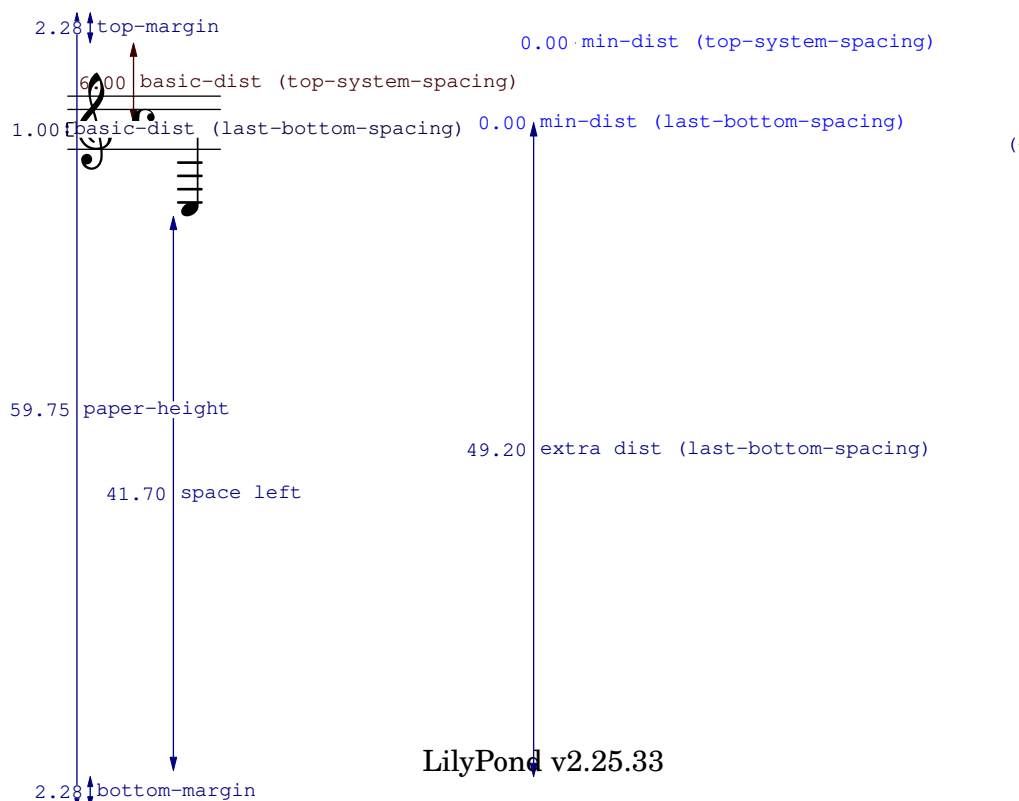 2.28 top-margin
0.00 min-dist (top-system-spacing)
6.00 basic-dist (top-system-spacing)
1.00 basic-dist (last-bottom-spacing)
0.00 min-dist (last-bottom-spacing)
(
59.75 paper-height
49.20 extra dist (last-bottom-spacing)
41.70 space left
LilyPond v2.25.33
2.28 bottom-margin